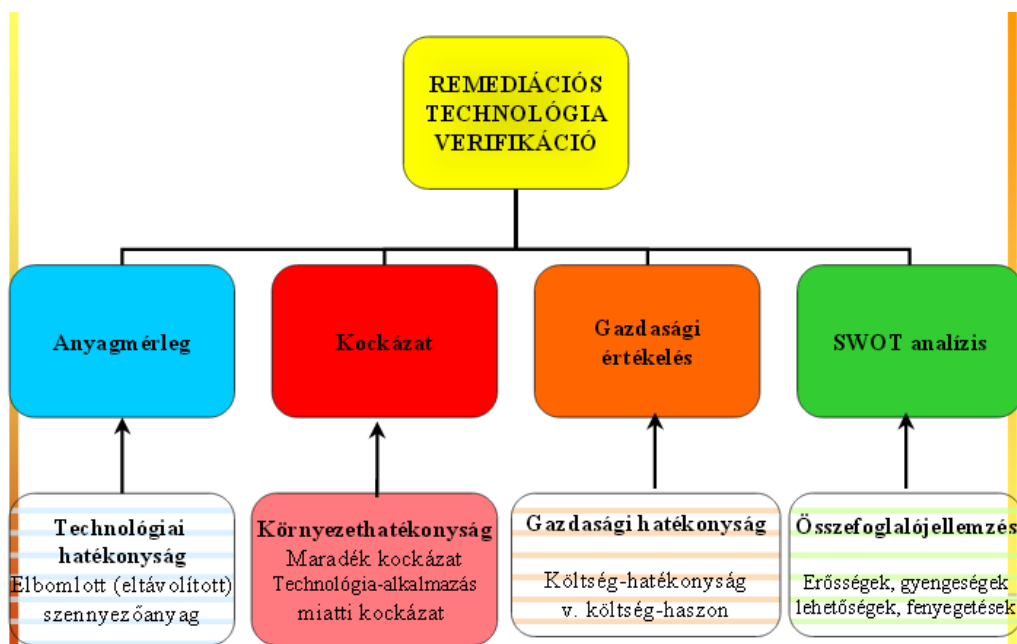 REMEDIÁCIÓS
TECHNOLÓGIA
VERIFIKÁCIÓ
Anyagmérleg
Kockázat
Gazdasági
értékelés
SWOT analízis
Technológiai
hatékonyság
Elbomlott (eltávolított)
szennyezőanyag
Környezethatékonyság
Maradék kockázat
Technológia-alkalmazás
miatti kockázat
Gazdasági hatékonyság
Költség-hatékonyság
v. költség-haszon
Összefoglalójellemzés
Erősségek, gyengeségek
lehetőségek, fenyegetések